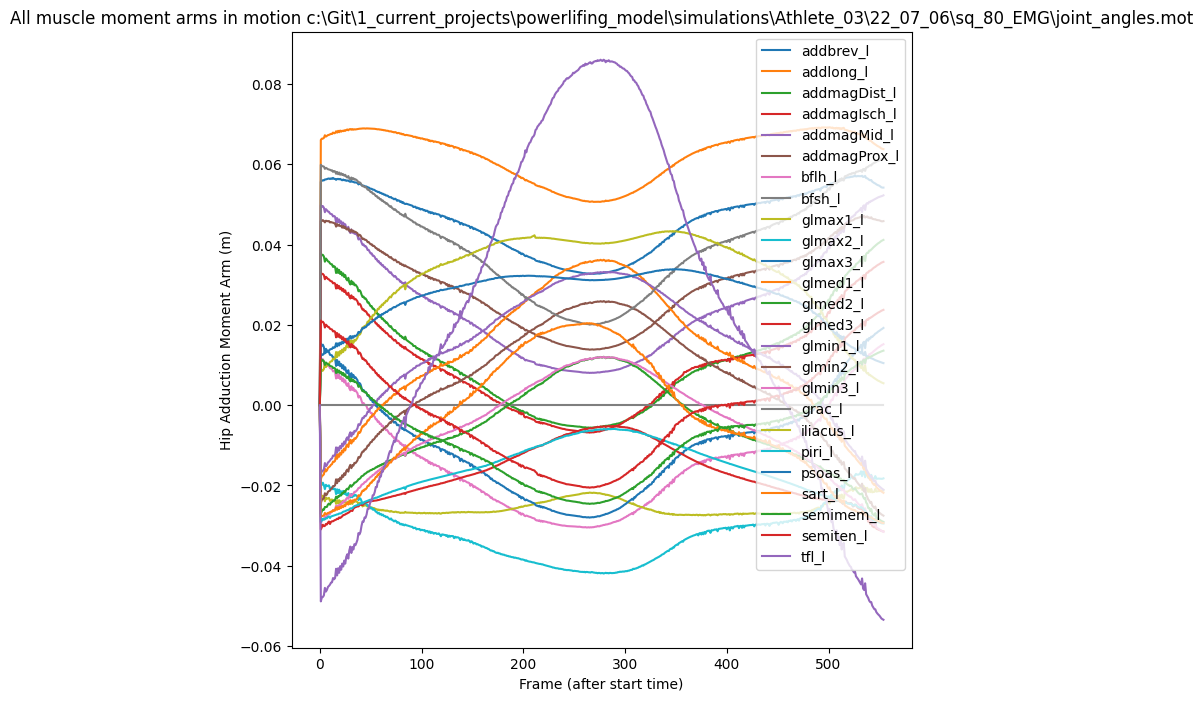 All muscle moment arms in motion c:\Git\1_current_projects\powerlifing_model\simulations\Athlete_03\22_07_06\sq_80_EMG\joint_angles.mot
addbrev_l
addlong_l
addmagDist_l
addmagIsch_l
addmagMid_l
addmagProx_l
bflh_l
bfsh_l
glmax1_l
glmax2_l
glmax3_l
glmed1_l
glmed2_l
glmed3_l
glmin1_l
glmin2_l
glmin3_l
grac_l
iliacus_l
piri_l
psoas_l
sart_l
semimem_l
semiten_l
tfl_l
Hip Adduction Moment Arm (m)
0.08
0.06
0.04
0.02
0.00
−0.02
−0.04
−0.06
0
100
200
300
400
500
Frame (after start time)